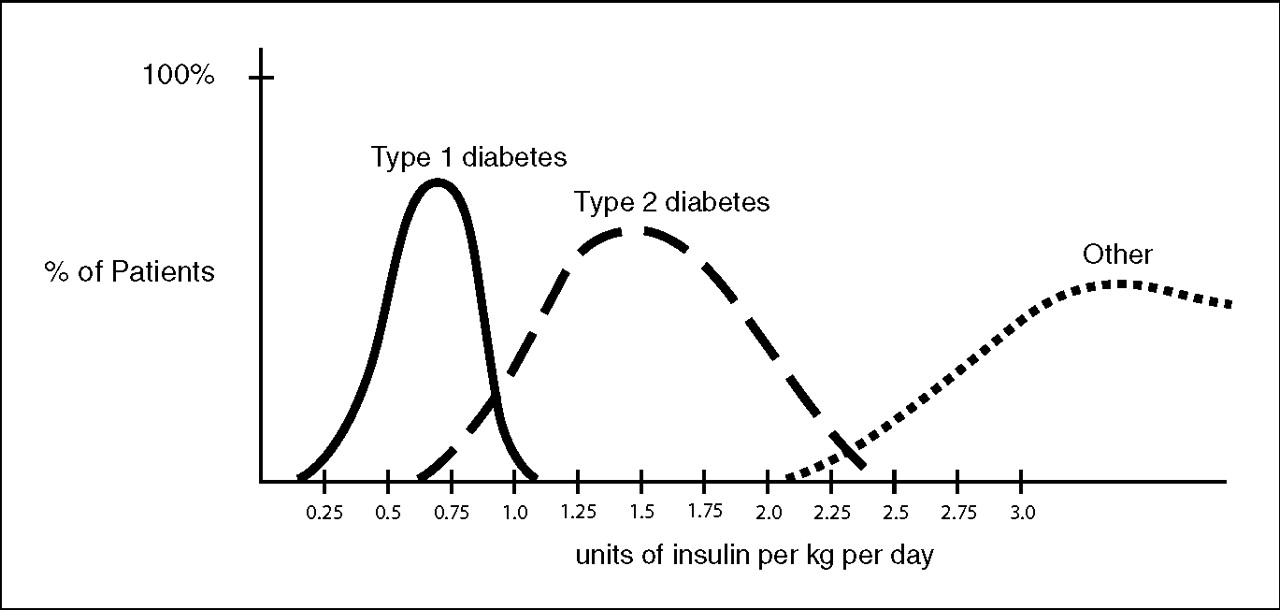 100%
Type 1 diabetes
Type 2 diabetes
Other
% of Patients
0.25 0.5 0.75 1.0 1.25 1.5 1.75 2.0 2.25 2.5 2.75 3.0
units of insulin per kg per day